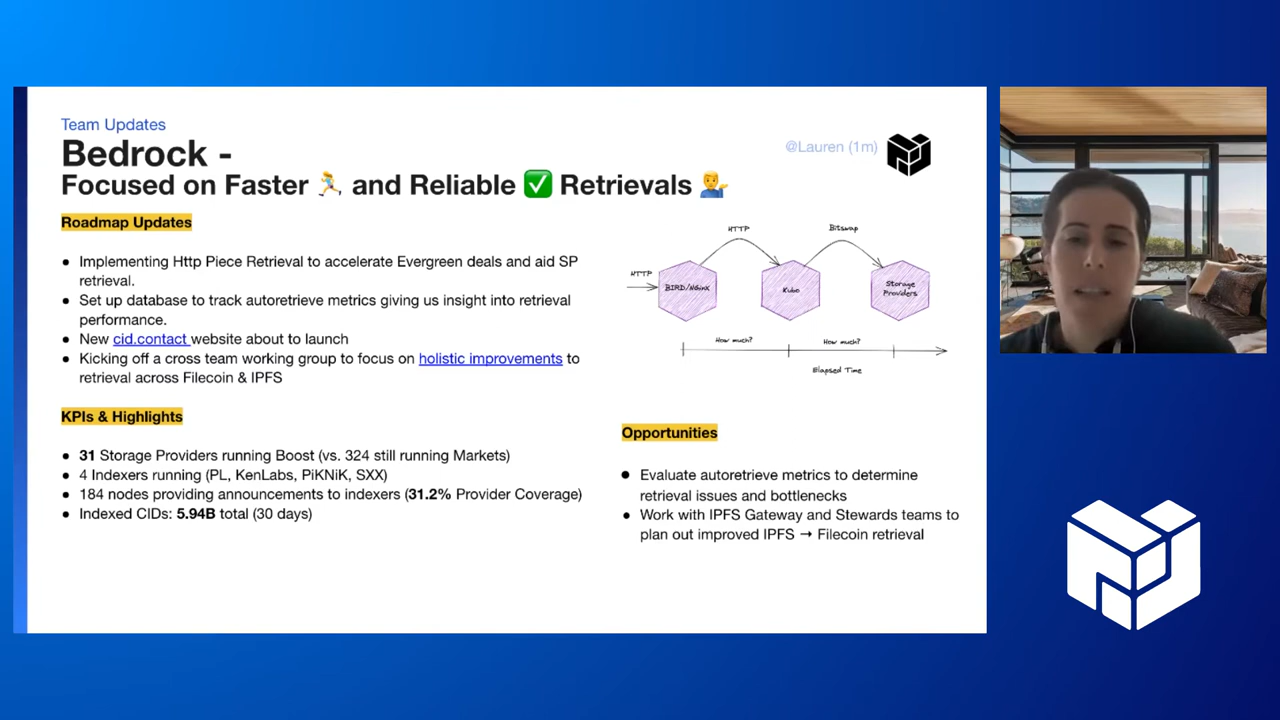 Team Updates
Bedrock -
@Lauren (1m)
Focused on Faster 🏃 and Reliable ✅ Retrievals 💁
Roadmap Updates
● Implementing Http Piece Retrieval to accelerate Evergreen deals and aid SP
retrieval.
● Set up database to track autoretrieve metrics giving us insight into retrieval
performance.
● New cid.contact website about to launch
● Kicking off a cross team working group to focus on holistic improvements to
retrieval across Filecoin & IPFS
HTTP
HTTP
Bitswap
BIRD/NGINX
Kubo
Storage
Providers
How much?
How much?
Elapsed Time
KPIs & Highlights
● 31 Storage Providers running Boost (vs. 324 still running Markets)
● 4 Indexers running (PL, KenLabs, PiKNiK, SXX)
● 184 nodes providing announcements to indexers (31.2% Provider Coverage)
● Indexed CIDs: 5.94B total (30 days)
Opportunities
● Evaluate autoretrieve metrics to determine
retrieval issues and bottlenecks
● Work with IPFS Gateway and Stewards teams to
plan out improved IPFS → Filecoin retrieval